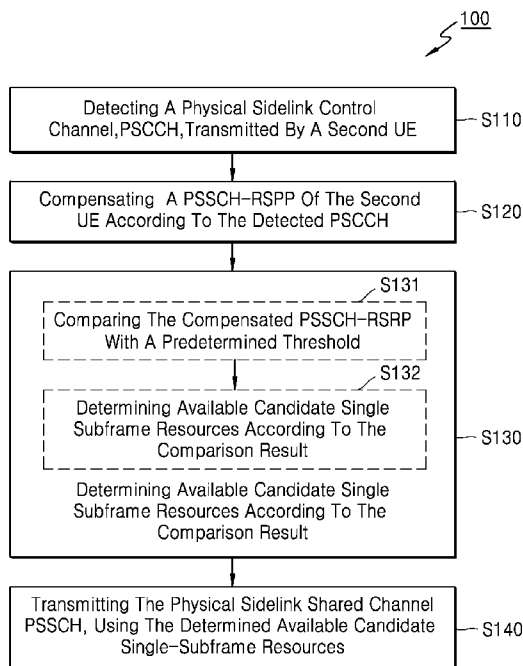 100
Detecting A Physical Sidelink Control
Channel,PSCCH,Transmitted By A Second UE
S110
Compensating A PSSCH-RSPP Of The Second
UE According To The Detected PSCCH
S120
S131
Comparing The Compensated PSSCH-RSRP
With A Predetermined Threshold
S132
Determining Available Candidate Single
Subframe Resources According To The
Comparison Result
S130
Determining Available Candidate Single
Subframe Resources According To The
Comparison Result
Transmitting The Physical Sidelink Shared Channel
PSSCH, Using The Determined Available Candidate
Single-Subframe Resources
S140